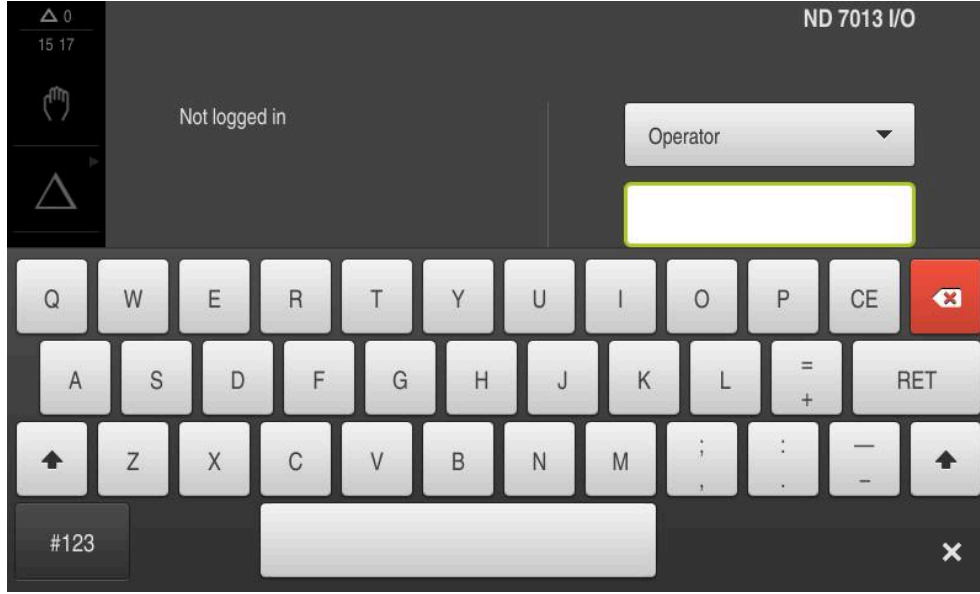 0
ND 7013 I/O
15 17
Not logged in
Operator
Q W E R T Y U I O P CE
A S D F G H J K L = + RET
Z X C V B N M ; , : . — -
#123